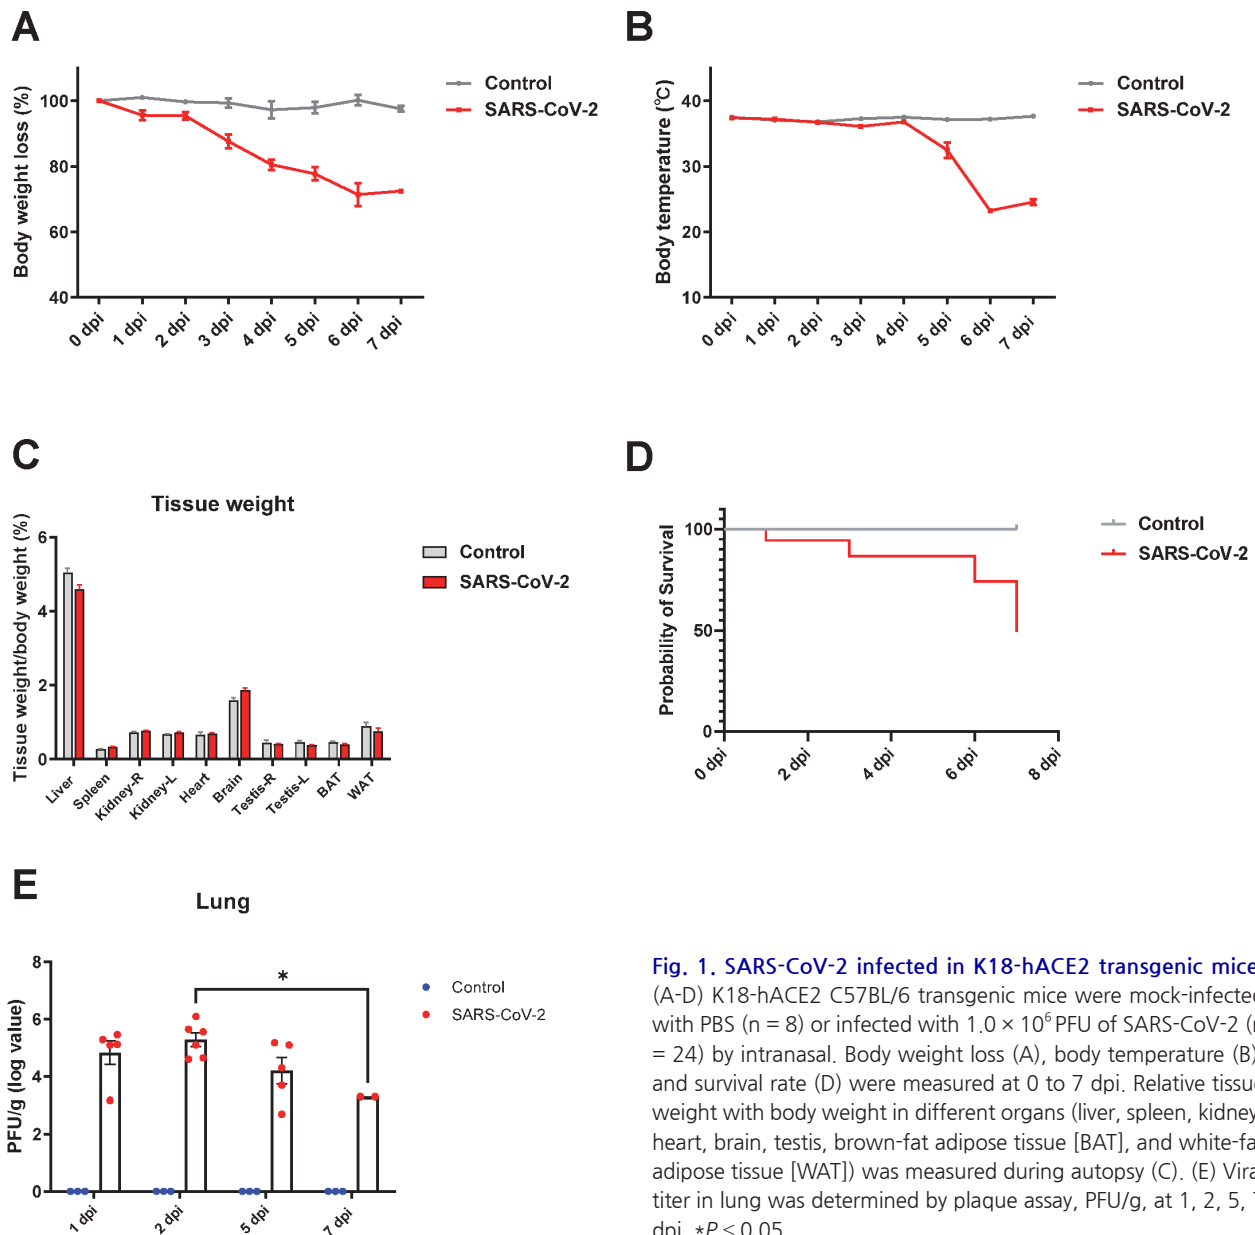 A
Body weight loss (%)
100
80
60
40
0 dpi
1 dpi
2 dpi
3 dpi
4 dpi
5 dpi
6 dpi
7 dpi
Control
SARS-CoV-2
B
Body temperature (℃)
40
30
20
10
0 dpi
1 dpi
2 dpi
3 dpi
4 dpi
5 dpi
6 dpi
7 dpi
Control
SARS-CoV-2
C
Tissue weight
Tissue weight/body weight (%)
6
4
2
0
Liver
Spleen
Kidney-R
Kidney-L
Heart
Brain
Testis-R
Testis-L
BAT
WAT
Control
SARS-CoV-2
D
Probability of Survival
100
50
0
0 dpi
2 dpi
4 dpi
6 dpi
8 dpi
Control
SARS-CoV-2
E
Lung
PFU/g (log value)
8
6
4
2
0
*
1 dpi
2 dpi
5 dpi
7 dpi
Control
SARS-CoV-2
Fig. 1. SARS-CoV-2 infected in K18-hACE2 transgenic mice
(A-D) K18-hACE2 C57BL/6 transgenic mice were mock-infected
with PBS (n = 8) or infected with 1.0 × 10⁶ PFU of SARS-CoV-2 (n
= 24) by intranasal. Body weight loss (A), body temperature (B)
and survival rate (D) were measured at 0 to 7 dpi. Relative tissue
weight with body weight in different organs (liver, spleen, kidney
heart, brain, testis, brown-fat adipose tissue [BAT], and white-fa
adipose tissue [WAT]) was measured during autopsy (C). (E) Vira
titer in lung was determined by plaque assay, PFU/g, at 1, 2, 5, 7
dpi. *P < 0.05